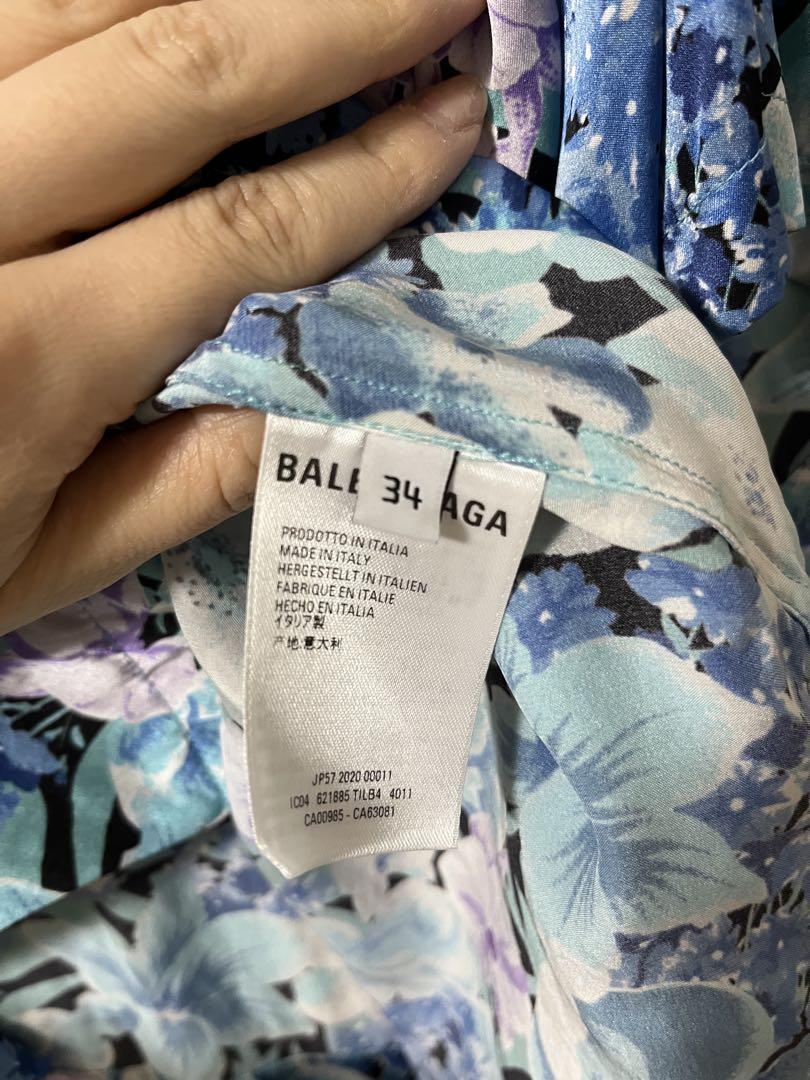 BALE AGA
34
PRODOTTO IN ITALIA
MADE IN ITALY
HERGESTELLT IN ITALIEN
FABRIQUE EN ITALIE
HECHO EN ITALIA
イタリア製
产地:意大利
JP57 2020 00011
IC04 621885 TILB4 4011
CA00985 - CA63081